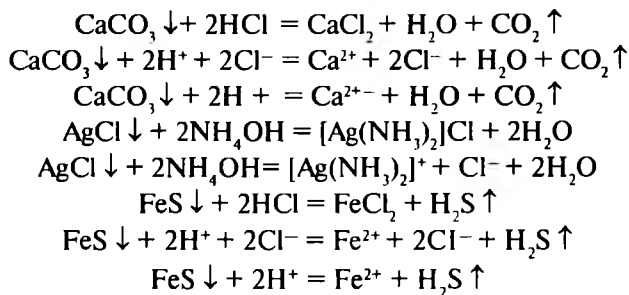 CaCO₃↓ + 2HCl = CaCl₂ + H₂O + CO₂↑
CaCO₃↓ + 2H⁺ + 2Cl⁻ = Ca²⁺ + 2Cl⁻ + H₂O + CO₂↑
CaCO₃↓ + 2H + = Ca²⁺⁻ + H₂O + CO₂↑
AgCl↓ + 2NH₄OH = [Ag(NH₃)₂]Cl + 2H₂O
AgCl↓ + 2NH₄OH= [Ag(NH₃)₂]⁺ + Cl⁻ + 2H₂O
FeS↓ + 2HCl = FeCl₂ + H₂S↑
FeS↓ + 2H⁺ + 2Cl⁻ = Fe²⁺ + 2Cl⁻ + H₂S↑
FeS↓ + 2H⁺ = Fe²⁺ + H₂S↑